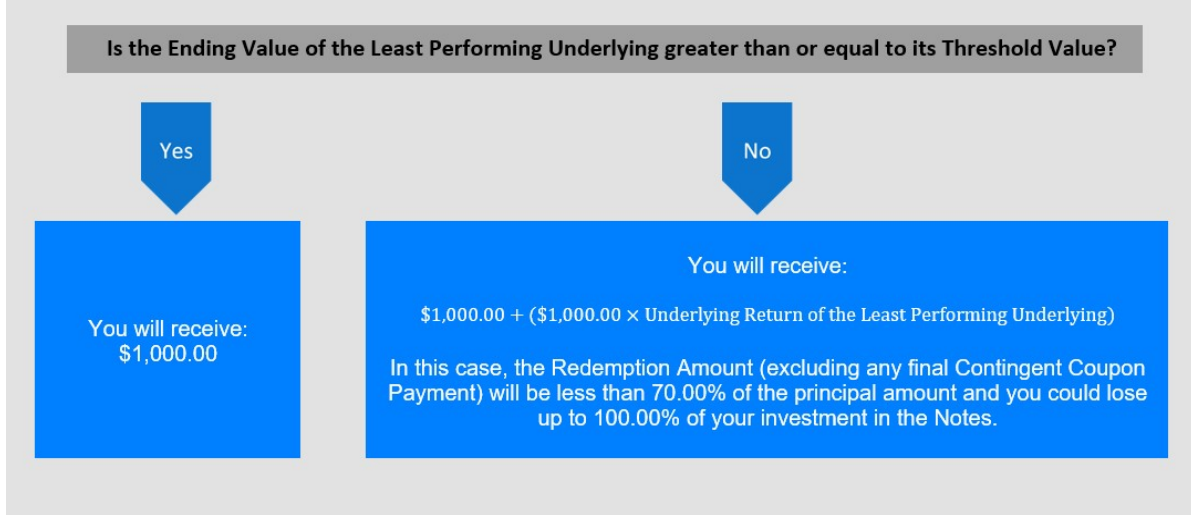 Is the Ending Value of the Least Performing Underlying greater than or equal to its Threshold Value?
Yes
No
You will receive:
$1,000.00
You will receive:
$1,000.00 + ($1,000.00 × Underlying Return of the Least Performing Underlying)
In this case, the Redemption Amount (excluding any final Contingent Coupon
Payment) will be less than 70.00% of the principal amount and you could lose
up to 100.00% of your investment in the Notes.